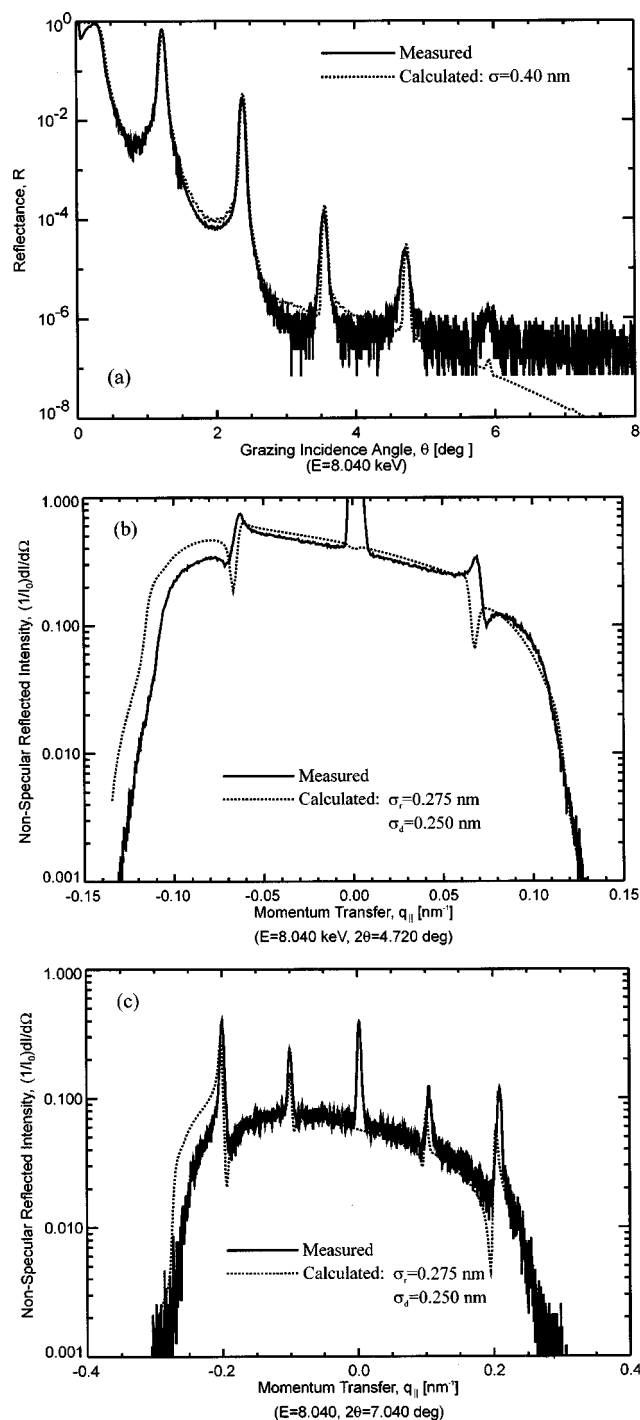 10⁰
10⁻²
10⁻⁴
10⁻⁶
10⁻⁸
Reflectance, R
Measured
Calculated: σ=0.40 nm
(a)
0 2 4 6 8
Grazing Incidence Angle, θ [deg ]
(E=8.040 keV)
1.000
0.100
0.010
0.001
Non-Specular Reflected Intensity, (1/I₀)dI/dΩ
(b)
Measured
Calculated: σᵣ=0.275 nm
σ_d=0.250 nm
-0.15 -0.10 -0.05 0.00 0.05 0.10 0.15
Momentum Transfer, q_|| [nm⁻¹]
(E=8.040 keV, 2θ=4.720 deg)
1.000
0.100
0.010
0.001
Non-Specular Reflected Intensity, (1/I₀)dI/dΩ
(c)
Measured
Calculated: σᵣ=0.275 nm
σ_d=0.250 nm
-0.4 -0.2 0.0 0.2 0.4
Momentum Transfer, q_|| [nm⁻¹]
(E=8.040, 2θ=7.040 deg)